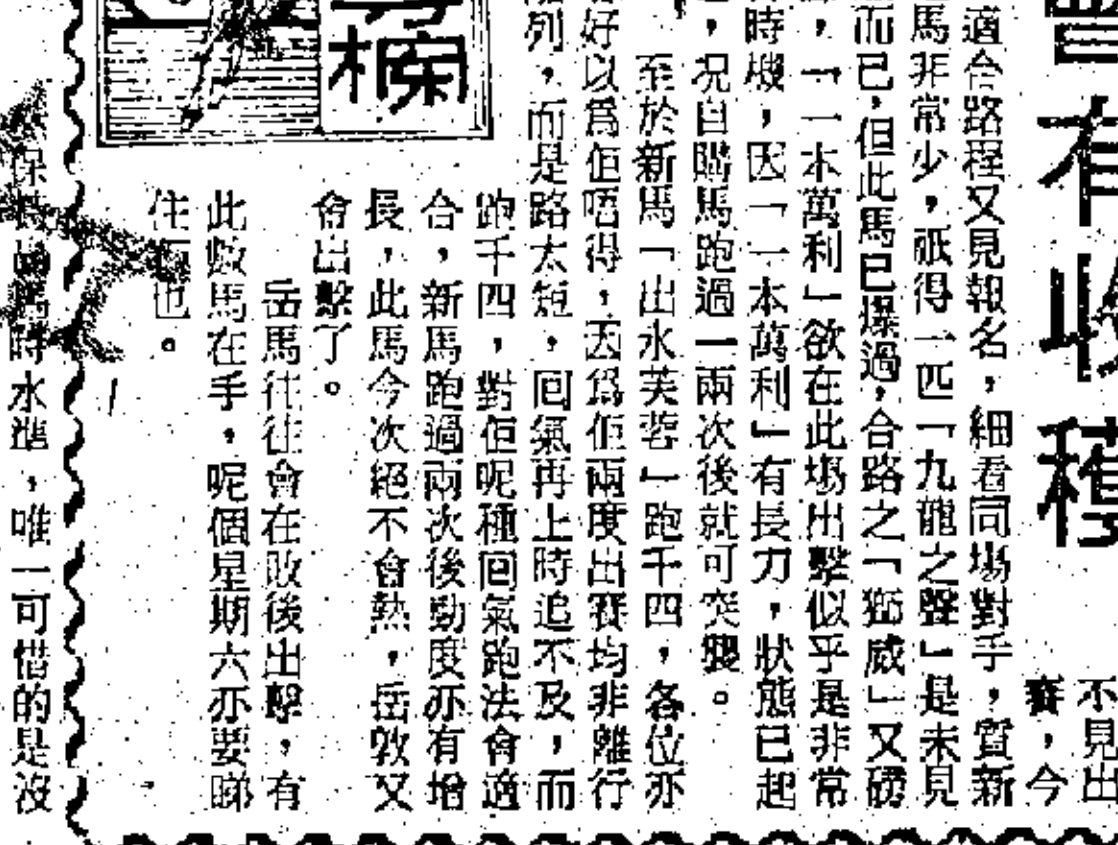 有收穫
不見出
賽，今
適合路程又見報名，細看同場對手，質新
馬非常少，祇得一匹「九龍之聲」是未見
而已，但此馬已爆過，合路之「獅威」又磅
，「一本萬利」欲在此場出擊似乎是非常
時機，因「一本萬利」有長刀，狀態已起
，况自購馬跑過一兩次後就可突襲。
至於新馬「出水芙蓉」跑千四，各位亦
好以爲佢唔得，因爲佢兩度出賽均非離行
列，而是路太短，回氣再上時追不及，而
跑千四，對佢呢種回氣跑法會適
合，新馬跑過兩次後勁度亦有增
長，此馬今次絕不會熱，岳敦又
會出擊了。
岳馬往往會在敗後出擊，有
此數馬在手，呢個星期六亦要睇
住也。
保時水準，唯一可惜的是沒